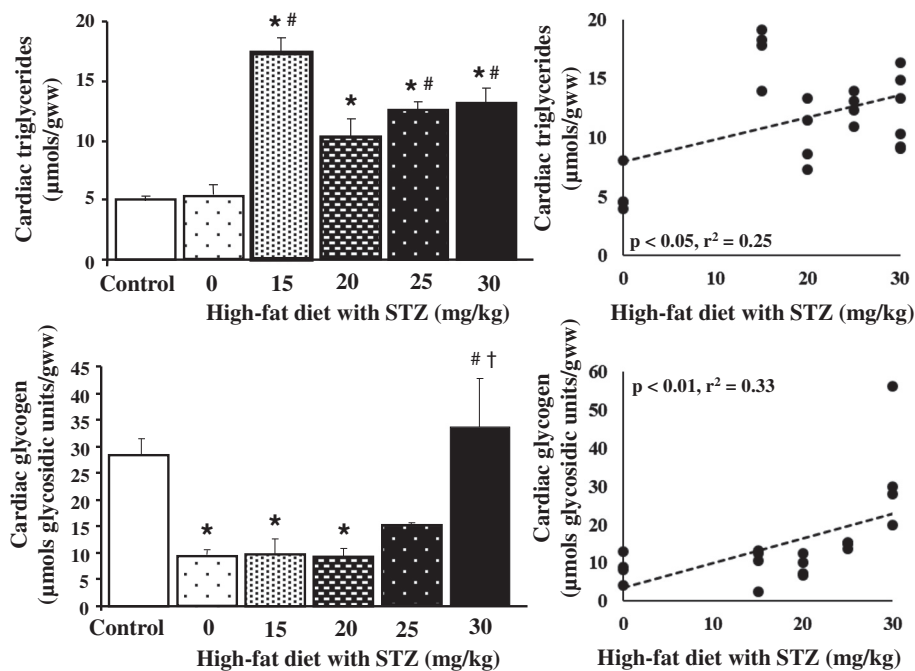 Cardiac triglycerides
(µmols/gww)
20
15
10
5
0
* #
*
* #
* #
Control 0 15 20 25 30
High-fat diet with STZ (mg/kg)
Cardiac triglycerides
(µmols/gww)
20
15
10
5
0
p < 0.05, r² = 0.25
0 10 20 30
High-fat diet with STZ (mg/kg)
Cardiac glycogen
(µmols glycosidic units/gww)
45
40
35
30
25
20
15
10
5
0
*
*
*
# †
Control 0 15 20 25 30
High-fat diet with STZ (mg/kg)
Cardiac glycogen
(µmols glycosidic units/gww)
60
50
40
30
20
10
0
p < 0.01, r² = 0.33
0 10 20 30
High-fat diet with STZ (mg/kg)